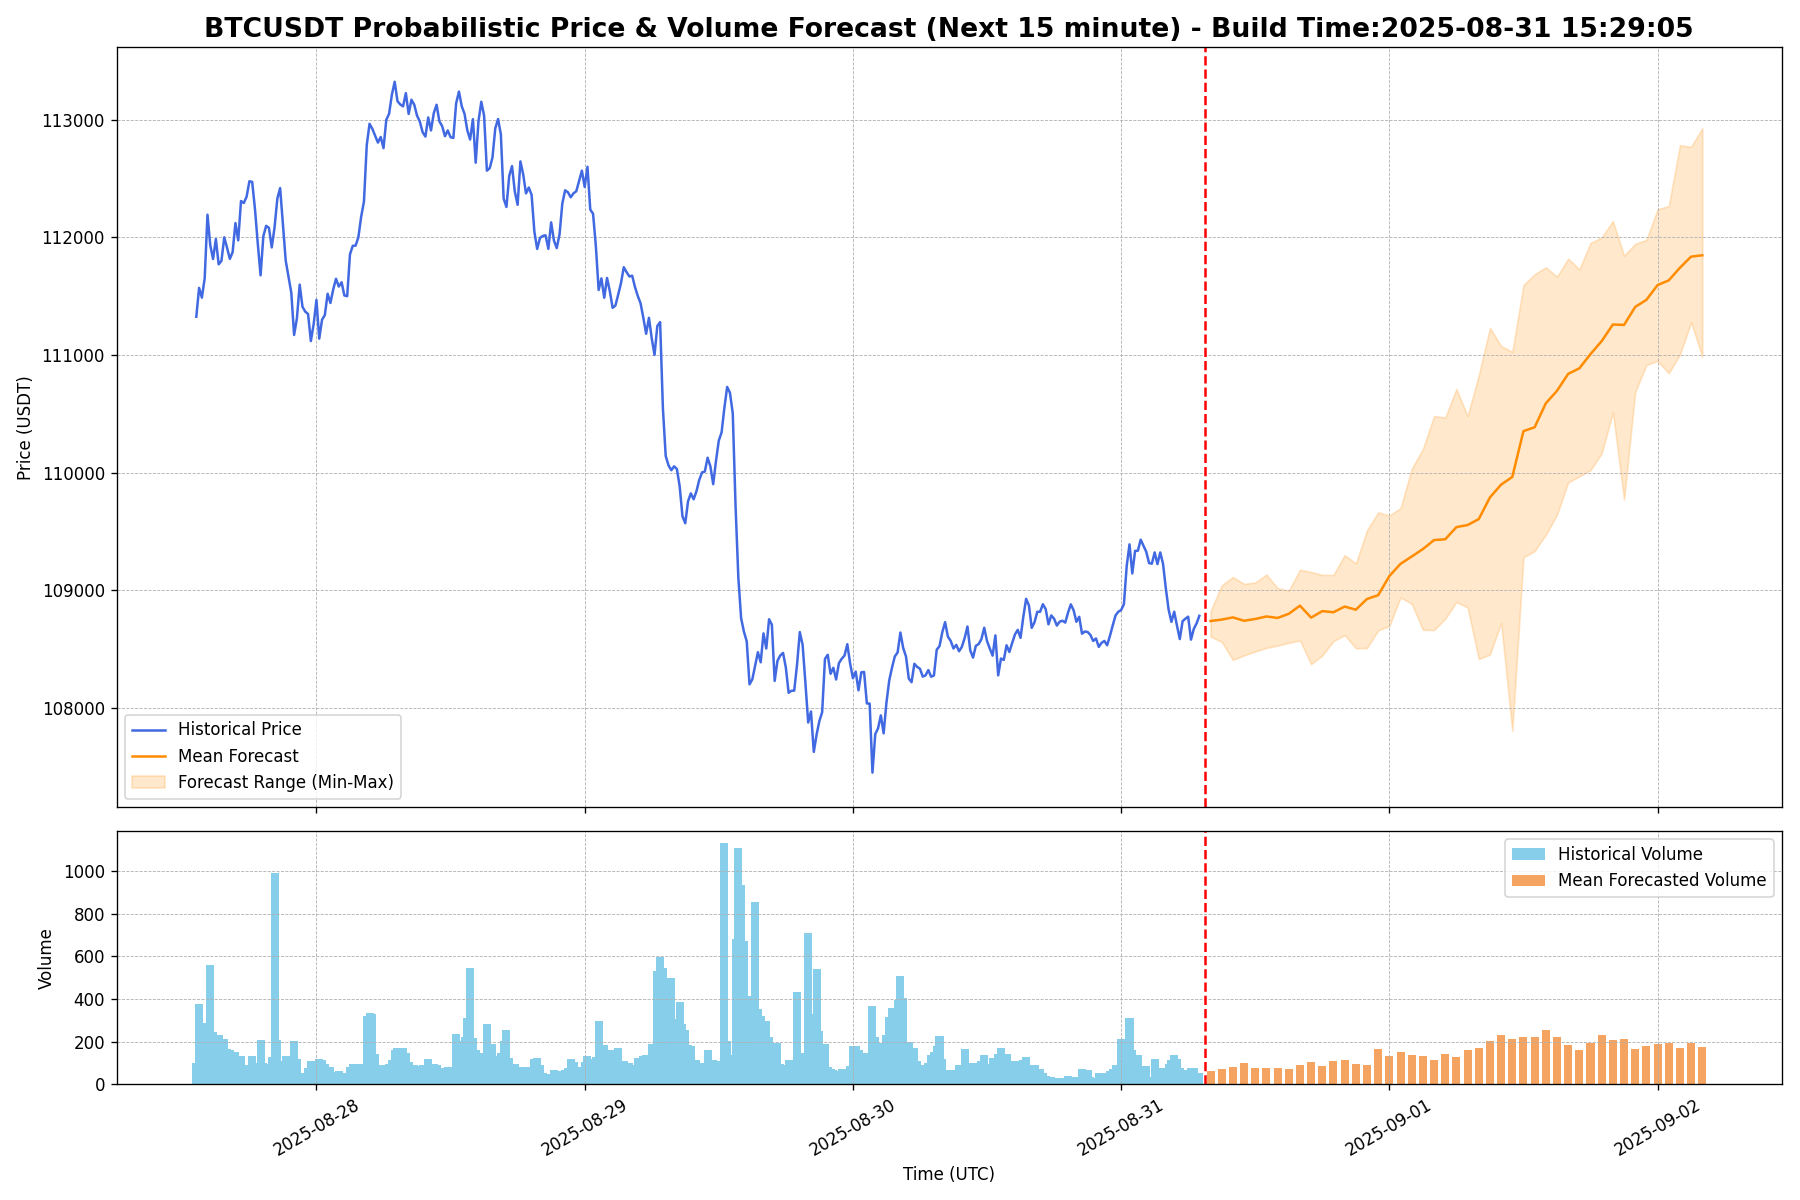 BTCUSDT Probabilistic Price & Volume Forecast (Next 15 minute) - Build Time:2025-08-31 15:29:05
Price (USDT)
113000
112000
111000
110000
109000
108000
Historical Price
Mean Forecast
Forecast Range (Min-Max)
Volume
1000
800
600
400
200
0
Historical Volume
Mean Forecasted Volume
2025-08-28
2025-08-29
2025-08-30
2025-08-31
2025-09-01
2025-09-02
Time (UTC)